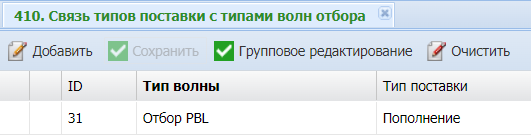 410. Связь типов поставки с типами волн отбора
Добавить Сохранить Групповое редактирование Очистить
ID Тип волны Тип поставки
31 Отбор PBL Пополнение